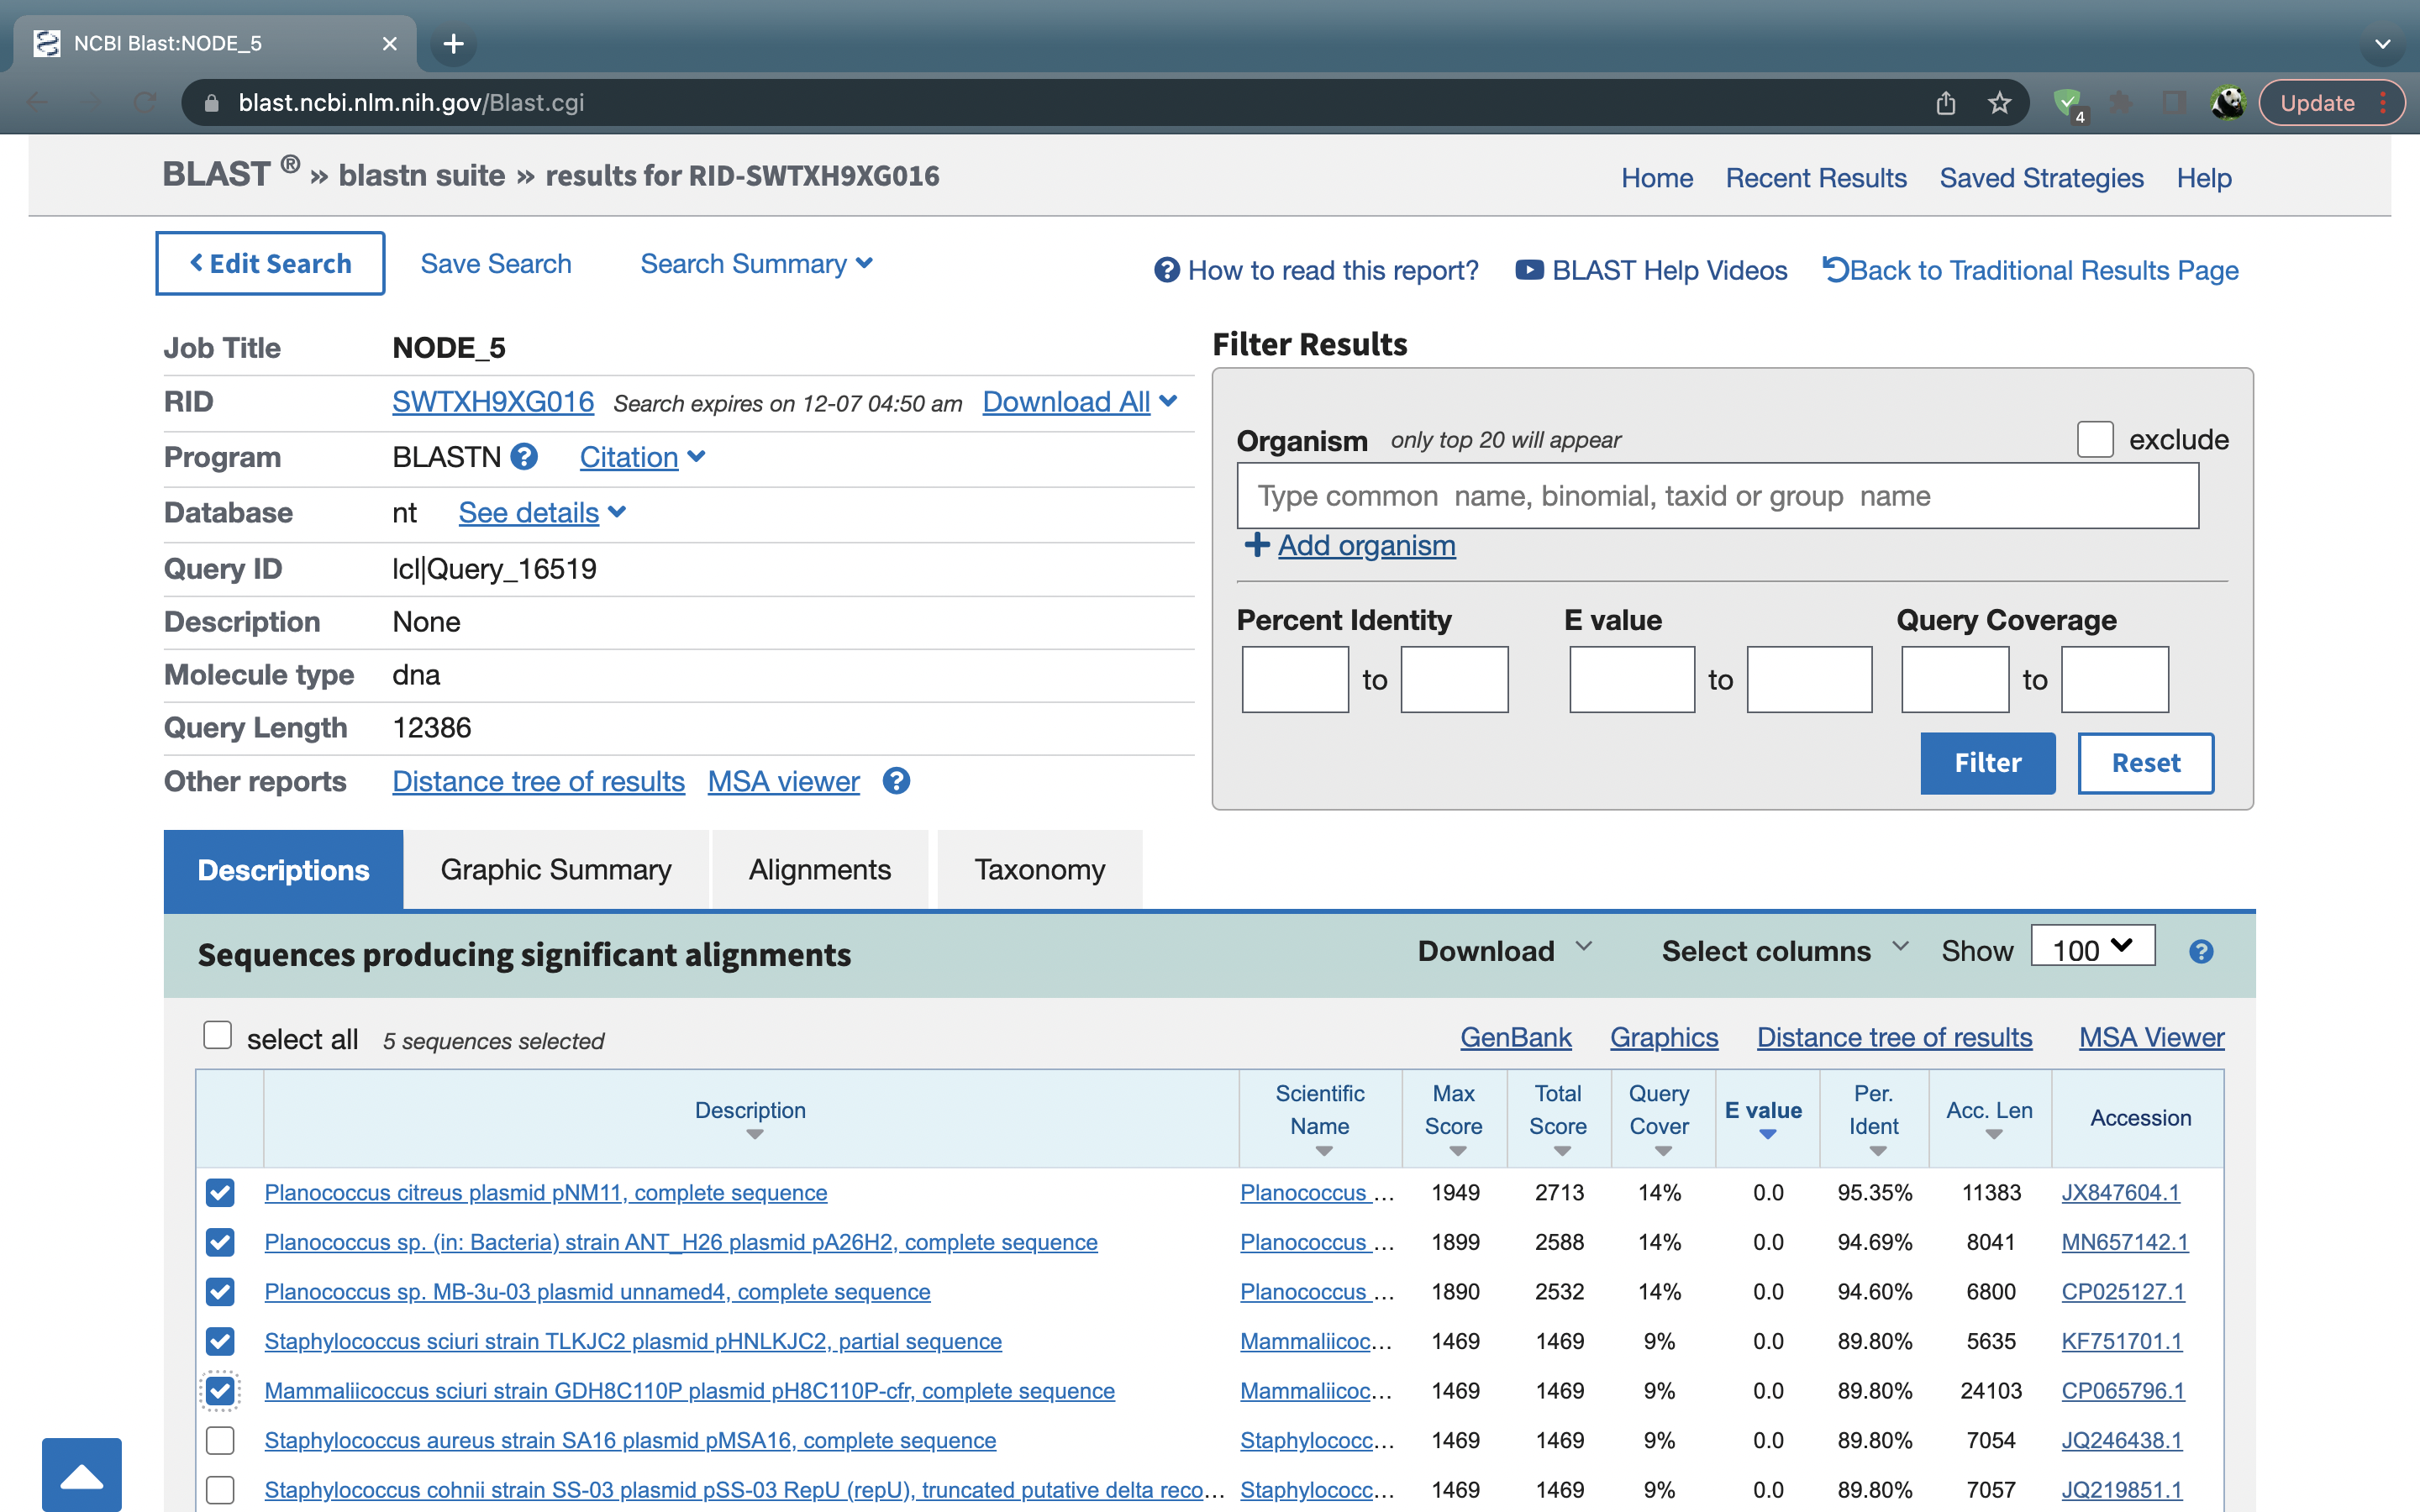 NCBI Blast:NODE_5
blast.ncbi.nlm.nih.gov/Blast.cgi
4
Update
BLAST ® » blastn suite » results for RID-SWTXH9XG016
Home Recent Results Saved Strategies Help
Edit Search Save Search Search Summary
How to read this report? BLAST Help Videos Back to Traditional Results Page
Job Title NODE_5
RID SWTXH9XG016 Search expires on 12-07 04:50 am Download All
Program BLASTN Citation
Database nt See details
Query ID lcl|Query_16519
Description None
Molecule type dna
Query Length 12386
Other reports Distance tree of results MSA viewer
Filter Results
Organism only top 20 will appear exclude
Type common name, binomial, taxid or group name
Add organism
Percent Identity E value Query Coverage
to to to
Filter Reset
Descriptions Graphic Summary Alignments Taxonomy
Sequences producing significant alignments Download Select columns Show 100
select all 5 sequences selected GenBank Graphics Distance tree of results MSA Viewer
Description Scientific Name Max Score Total Score Query Cover E value Per. Ident Acc. Len Accession
Planococcus citreus plasmid pNM11, complete sequence Planococcus ... 1949 2713 14% 0.0 95.35% 11383 JX847604.1
Planococcus sp. (in: Bacteria) strain ANT_H26 plasmid pA26H2, complete sequence Planococcus ... 1899 2588 14% 0.0 94.69% 8041 MN657142.1
Planococcus sp. MB-3u-03 plasmid unnamed4, complete sequence Planococcus ... 1890 2532 14% 0.0 94.60% 6800 CP025127.1
Staphylococcus sciuri strain TLKJC2 plasmid pHNLKJC2, partial sequence Mammaliicoc... 1469 1469 9% 0.0 89.80% 5635 KF751701.1
Mammaliicoccus sciuri strain GDH8C110P plasmid pH8C110P-cfr, complete sequence Mammaliicoc... 1469 1469 9% 0.0 89.80% 24103 CP065796.1
Staphylococcus aureus strain SA16 plasmid pMSA16, complete sequence Staphylococc... 1469 1469 9% 0.0 89.80% 7054 JQ246438.1
Staphylococcus cohnii strain SS-03 plasmid pSS-03 RepU (repU), truncated putative delta reco... Staphylococc... 1469 1469 9% 0.0 89.80% 7057 JQ219851.1